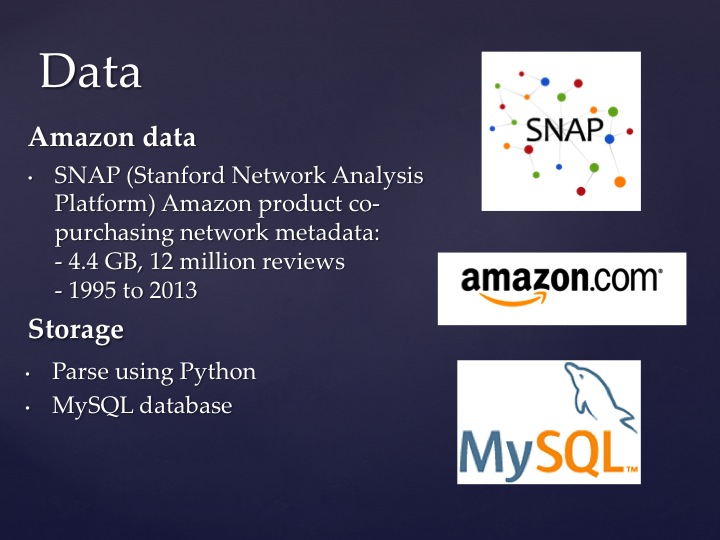 Data
Amazon data
• SNAP (Stanford Network Analysis
Platform) Amazon product co-
purchasing network metadata:
- 4.4 GB, 12 million reviews
- 1995 to 2013
Storage
• Parse using Python
• MySQL database
SNAP
amazon.com®
MySQL™